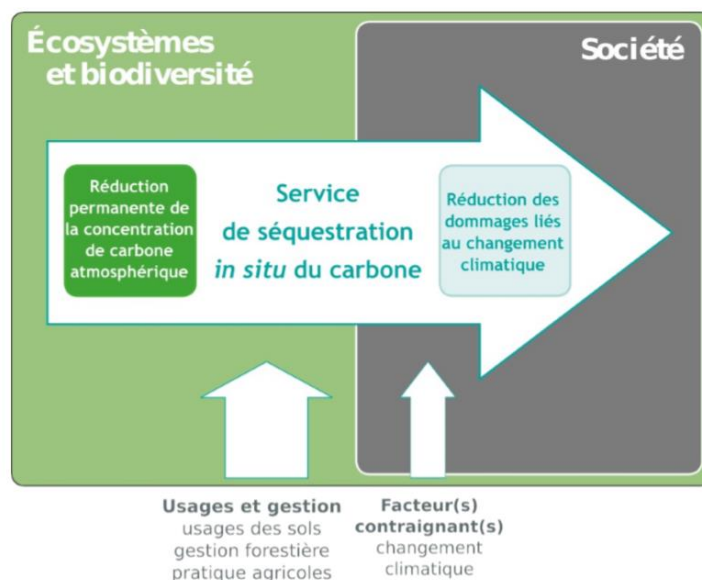 Écosystèmes
et biodiversité
Société
Réduction
permanente de
la concentration
de carbone
atmosphérique
Service
de séquestration
in situ du carbone
Réduction des
dommages liés
au changement
climatique
Usages et gestion
usages des sols
gestion forestière
pratique agricoles
Facteur(s)
contraignant(s)
changement
climatique